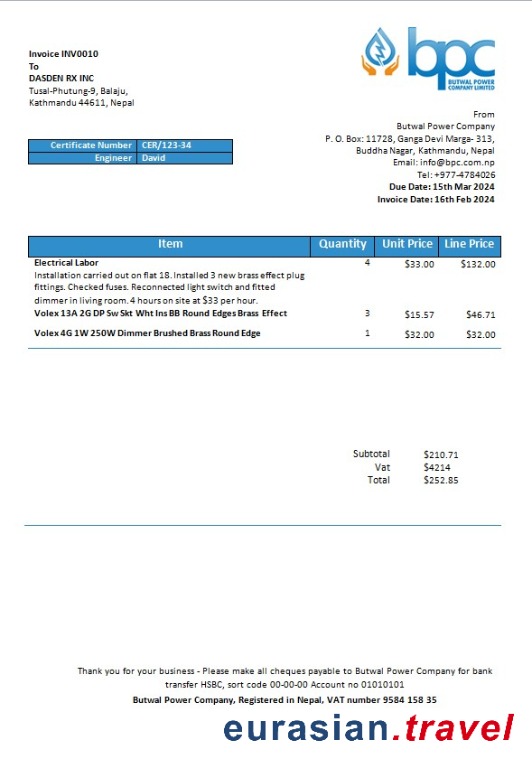 Invoice INV0010
To
DASDEN RX INC
Tusal-Phutung-9, Balaju,
Kathmandu 44611, Nepal
bpc
BUTWAL POWER
COMPANY LIMITED
From
Butwal Power Company
P. O. Box: 11728, Ganga Devi Marga- 313,
Buddha Nagar, Kathmandu, Nepal
Email: info@bpc.com.np
Tel: +977-4784026
Due Date: 15th Mar 2024
Invoice Date: 16th Feb 2024
Certificate Number CER/123-34
Engineer David
Item Quantity Unit Price Line Price
Electrical Labor 4 $33.00 $132.00
Installation carried out on flat 18. Installed 3 new brass effect plug
fittings. Checked fuses. Reconnected light switch and fitted
dimmer in living room. 4 hours on site at $33 per hour.
Volex 13A 2G DP Sw Skt Wht Ins BB Round Edges Brass Effect 3 $15.57 $46.71
Volex 4G 1W 250W Dimmer Brushed Brass Round Edge 1 $32.00 $32.00
Subtotal $210.71
Vat $4214
Total $252.85
Thank you for your business - Please make all cheques payable to Butwal Power Company for bank
transfer HSBC, sort code 00-00-00 Account no 01010101
Butwal Power Company, Registered in Nepal, VAT number 9584 158 35
eurasian.travel